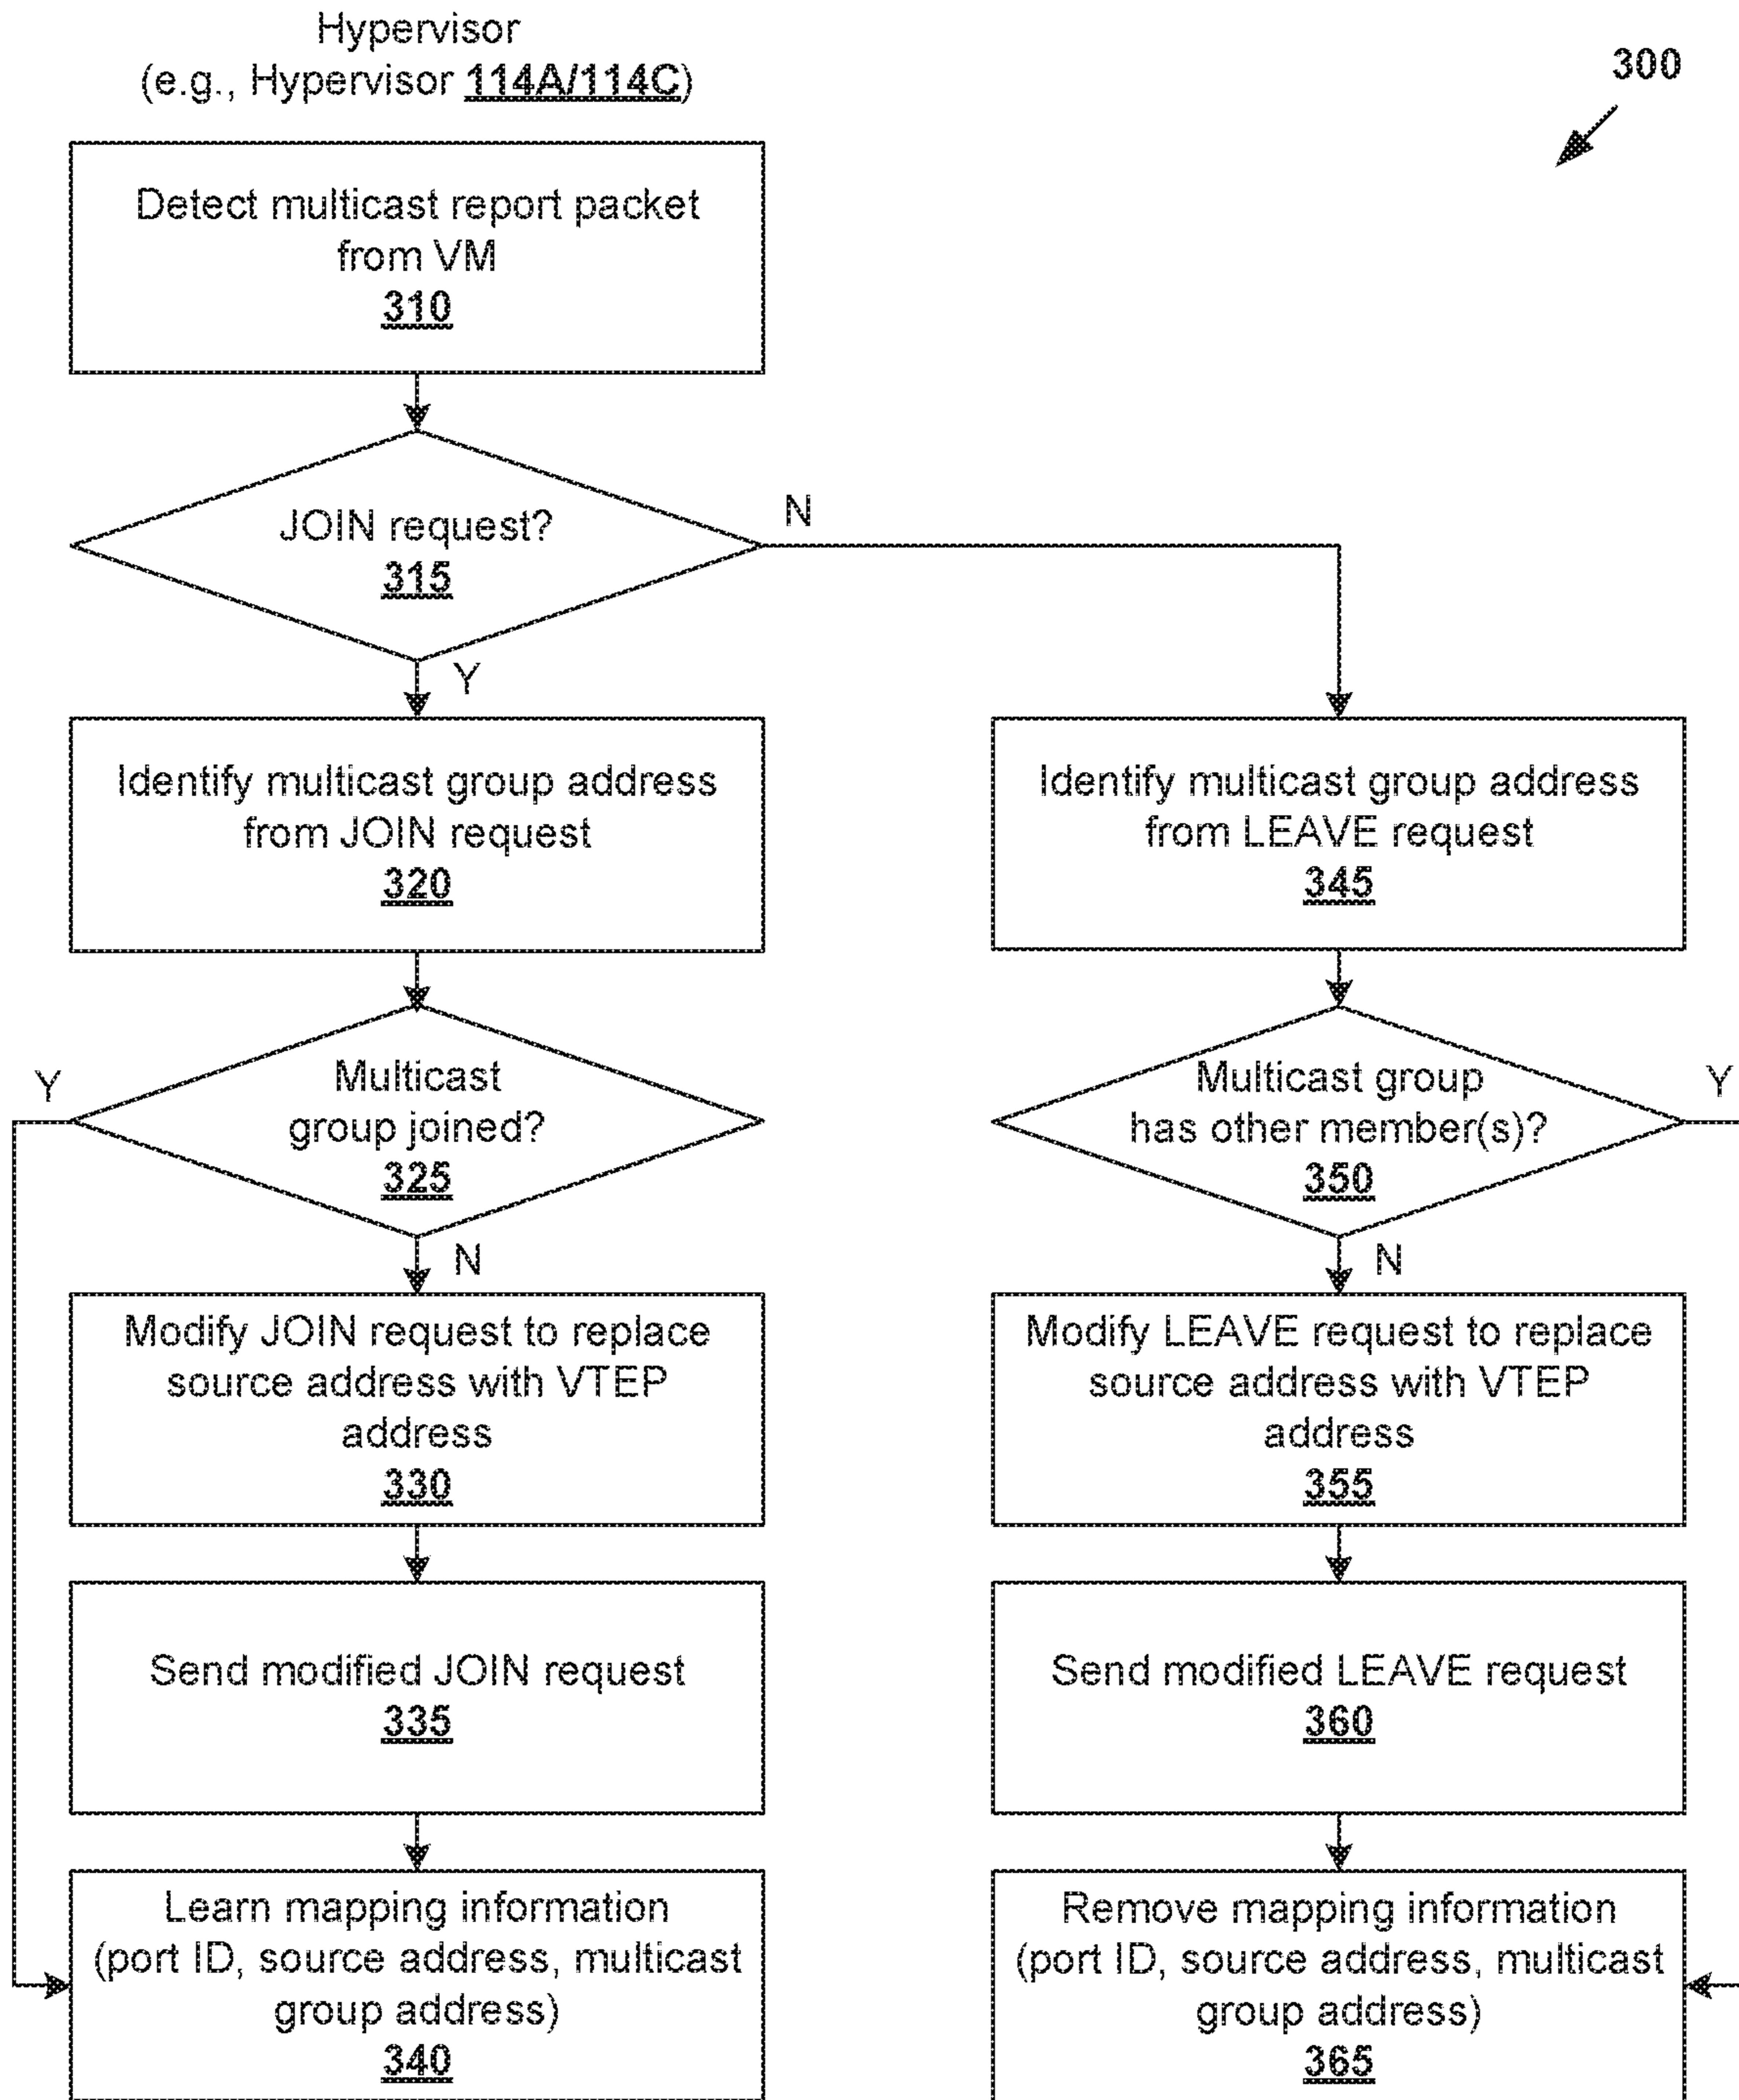 Hypervisor
(e.g., Hypervisor 114A/114C)
300
Detect multicast report packet
from VM
310
JOIN request?
315
N
Y
Identify multicast group address
from JOIN request
320
Identify multicast group address
from LEAVE request
345
Y
Multicast
group joined?
325
N
Multicast group
has other member(s)?
350
Y
N
Modify JOIN request to replace
source address with VTEP
address
330
Modify LEAVE request to replace
source address with VTEP
address
355
Send modified JOIN request
335
Send modified LEAVE request
360
Learn mapping information
(port ID, source address, multicast
group address)
340
Remove mapping information
(port ID, source address, multicast
group address)
365